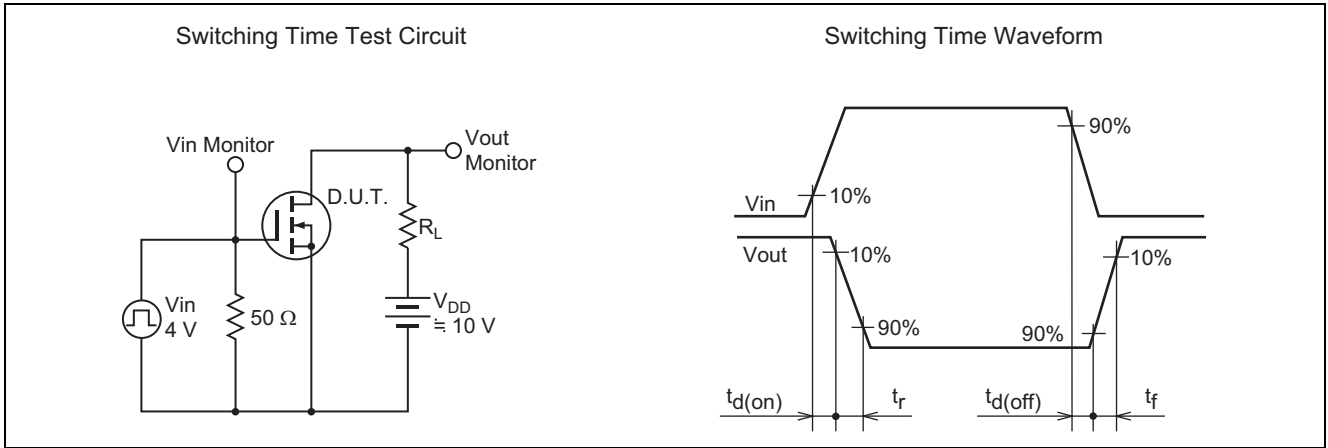 Switching Time Test Circuit
Vin Monitor
Vout
Monitor
D.U.T.
RL
Vin
4 V
50 Ω
VDD
≒ 10 V
Switching Time Waveform
Vin
10%
90%
Vout
10%
90%
90%
10%
td(on)
tr
td(off)
tf